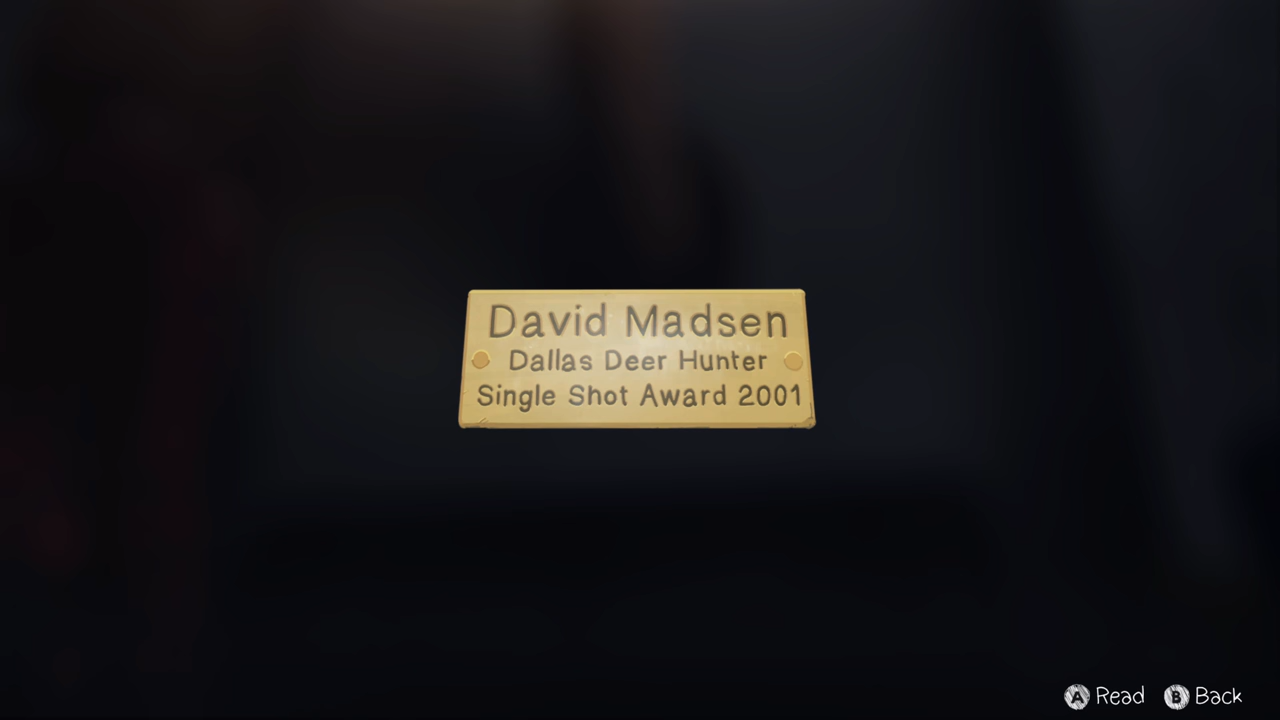 David Madsen
Dallas Deer Hunter
Single Shot Award 2001
A Read B Back